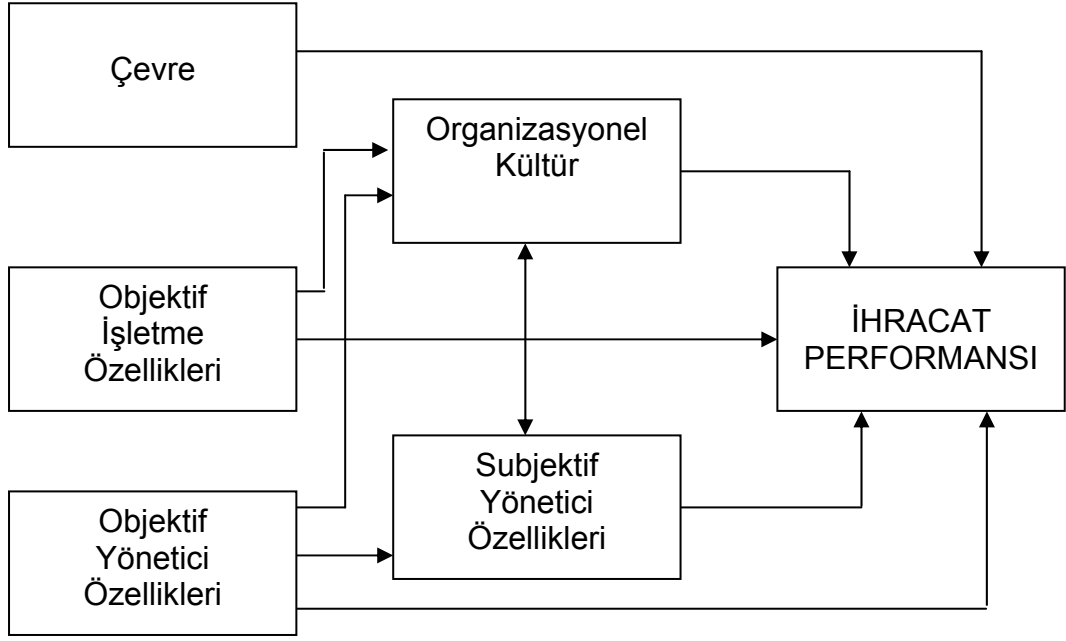 Çevre
Organizasyonel
Kültür
Objektif
İşletme
Özellikleri
İHRACAT
PERFORMANSI
Subjektif
Yönetici
Özellikleri
Objektif
Yönetici
Özellikleri